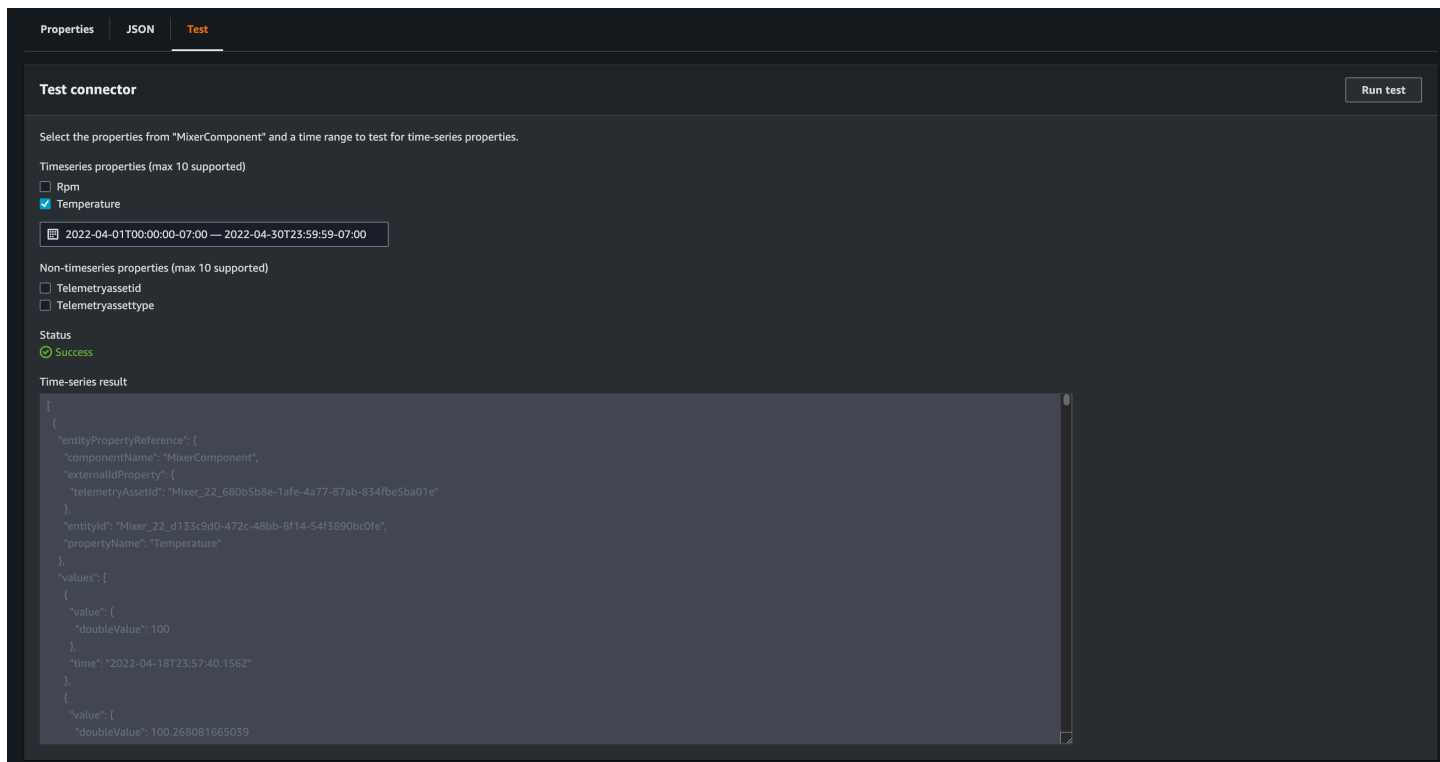 Properties JSON Test
Test connector Run test
Select the properties from "MixerComponent" and a time range to test for time-series properties.
Timeseries properties (max 10 supported)
Rpm
Temperature
2022-04-01T00:00:00-07:00 — 2022-04-30T23:59:59-07:00
Non-timeseries properties (max 10 supported)
Telemetryassetid
Telemetryassettype
Status
Success
Time-series result
[
{
"entityPropertyReference": {
"componentName": "MixerComponent",
"externalIdProperty": {
"telemetryAssetId": "Mixer_22_680b5b8e-1afe-4a77-87ab-834fbe5ba01e"
},
"entityId": "Mixer_22_d133c9d0-472c-48bb-8f14-54f3890bc0fe",
"propertyName": "Temperature"
},
"values": [
{
"value": {
"doubleValue": 100
},
"time": "2022-04-18T23:57:40.156Z"
},
{
"value": {
"doubleValue": 100.268081665039